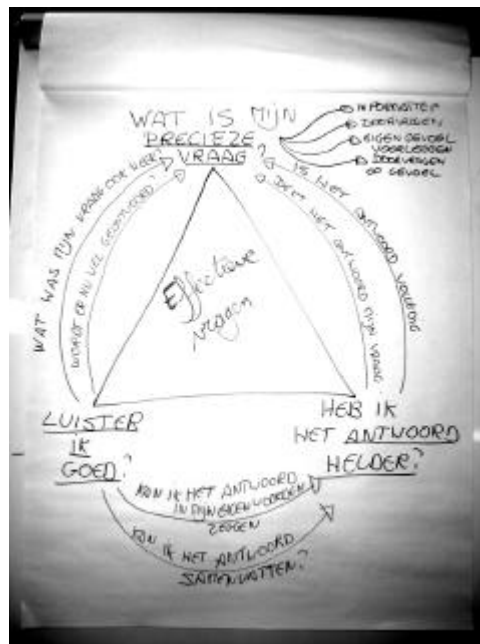 WAT IS MIJN
PRECIEZE
VRAAG?
INFORMATIEF
DOORVRAGEN
EIGEN GEVOEL
VOORLEGGEN
DOORVRAGEN
OP GEVOEL
WAT WAS MIJN VRAAG OOK WEER?
WORDT ER NU WEL GELUISTERD?
IS HET ANTWOORD VOLLEDIG
DEKT HET ANTWOORD MIJN VRAAG
Effectieve
vragen
LUISTER
IK
GOED?
HEB IK
HET ANTWOORD
HELDER?
KAN IK HET ANTWOORD
IN MIJN EIGEN WOORDEN
ZEGGEN
KAN IK HET ANTWOORD
SAMENVATTEN?